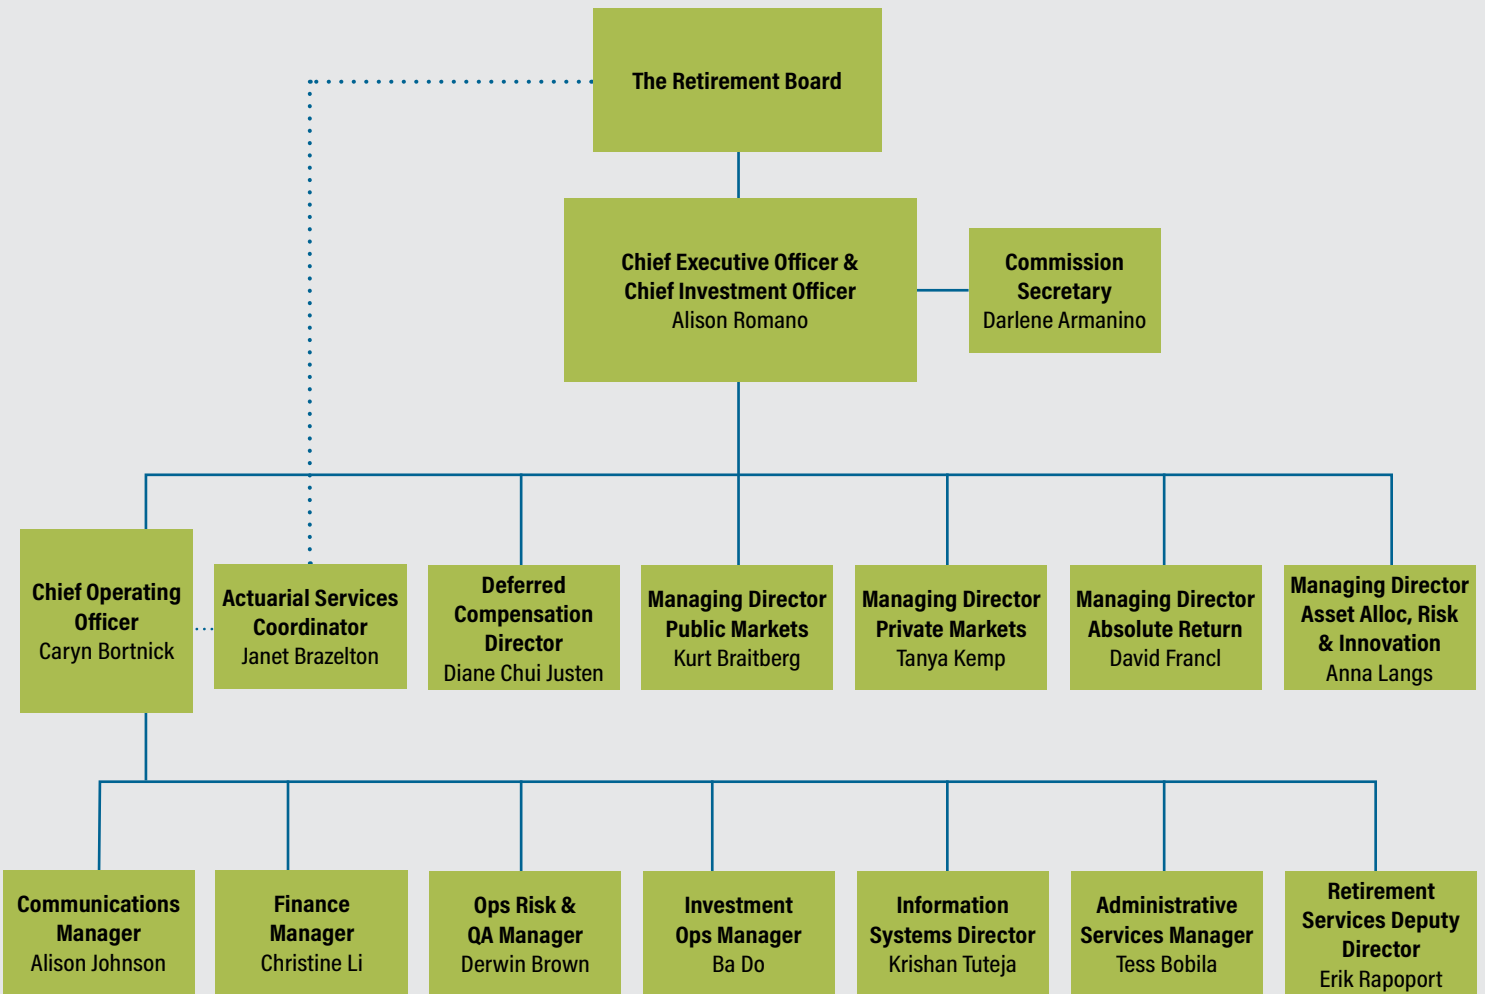 The Retirement Board
Chief Executive Officer &
Chief Investment Officer
Alison Romano
Commission
Secretary
Darlene Armanino
Chief Operating
Officer
Caryn Bortnick
Actuarial Services
Coordinator
Janet Brazelton
Deferred
Compensation
Director
Diane Chui Justen
Managing Director
Public Markets
Kurt Braitberg
Managing Director
Private Markets
Tanya Kemp
Managing Director
Absolute Return
David Francl
Managing Director
Asset Alloc, Risk
& Innovation
Anna Langs
Communications
Manager
Alison Johnson
Finance
Manager
Christine Li
Ops Risk &
QA Manager
Derwin Brown
Investment
Ops Manager
Ba Do
Information
Systems Director
Krishan Tuteja
Administrative
Services Manager
Tess Bobila
Retirement
Services Deputy
Director
Erik Rapoport